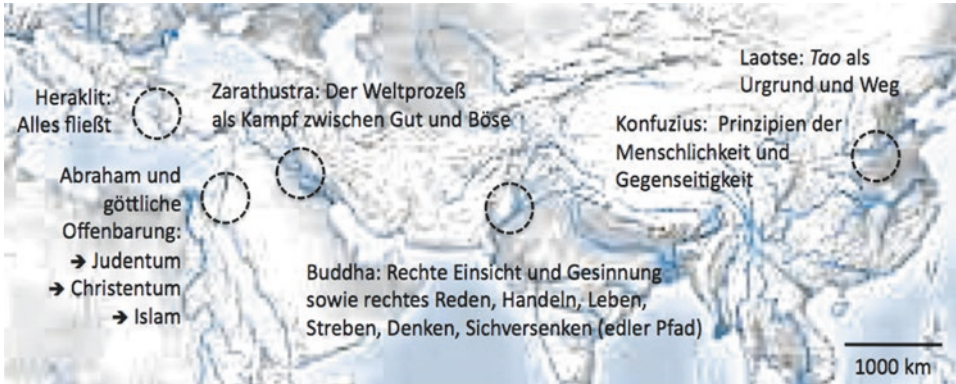 Heraklit:
Alles fließt
Zarathustra: Der Weltprozeß
als Kampf zwischen Gut und Böse
Laotse: Tao als
Urgrund und Weg
Konfuzius: Prinzipien der
Menschlichkeit und
Gegenseitigkeit
Abraham und
göttliche
Offenbarung:
➔ Judentum
➔ Christentum
➔ Islam
Buddha: Rechte Einsicht und Gesinnung
sowie rechtes Reden, Handeln, Leben,
Streben, Denken, Sichversenken (edler Pfad)
1000 km